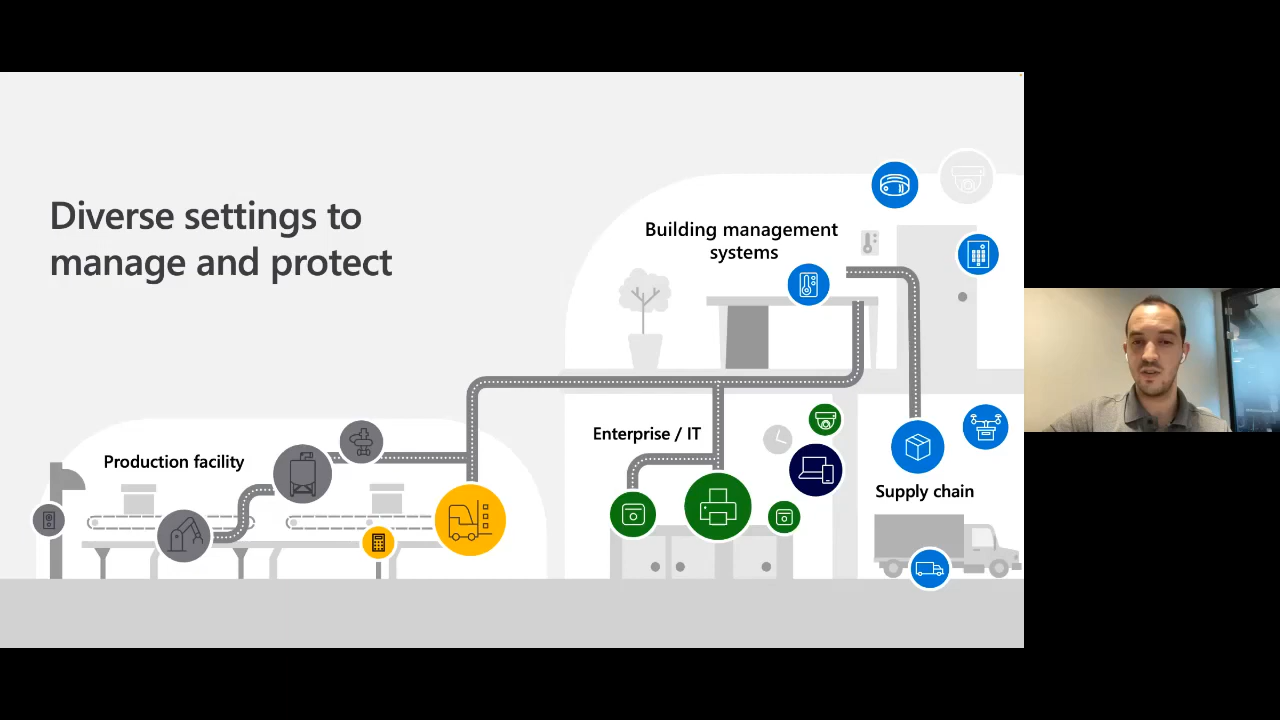 Diverse settings to
manage and protect
Building management
systems
Enterprise / IT
Production facility
Supply chain